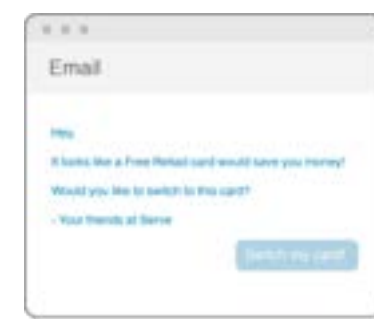 Email
Hey,
It looks like a Free Reload card would save you money!
Would you like to switch to this card?
- Your friends at Serve
Switch my card!